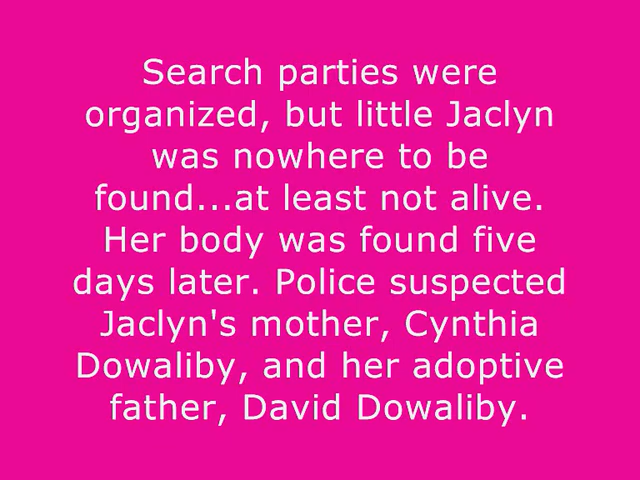 Search parties were
organized, but little Jaclyn
was nowhere to be
found...at least not alive.
Her body was found five
days later. Police suspected
Jaclyn's mother, Cynthia
Dowaliby, and her adoptive
father, David Dowaliby.